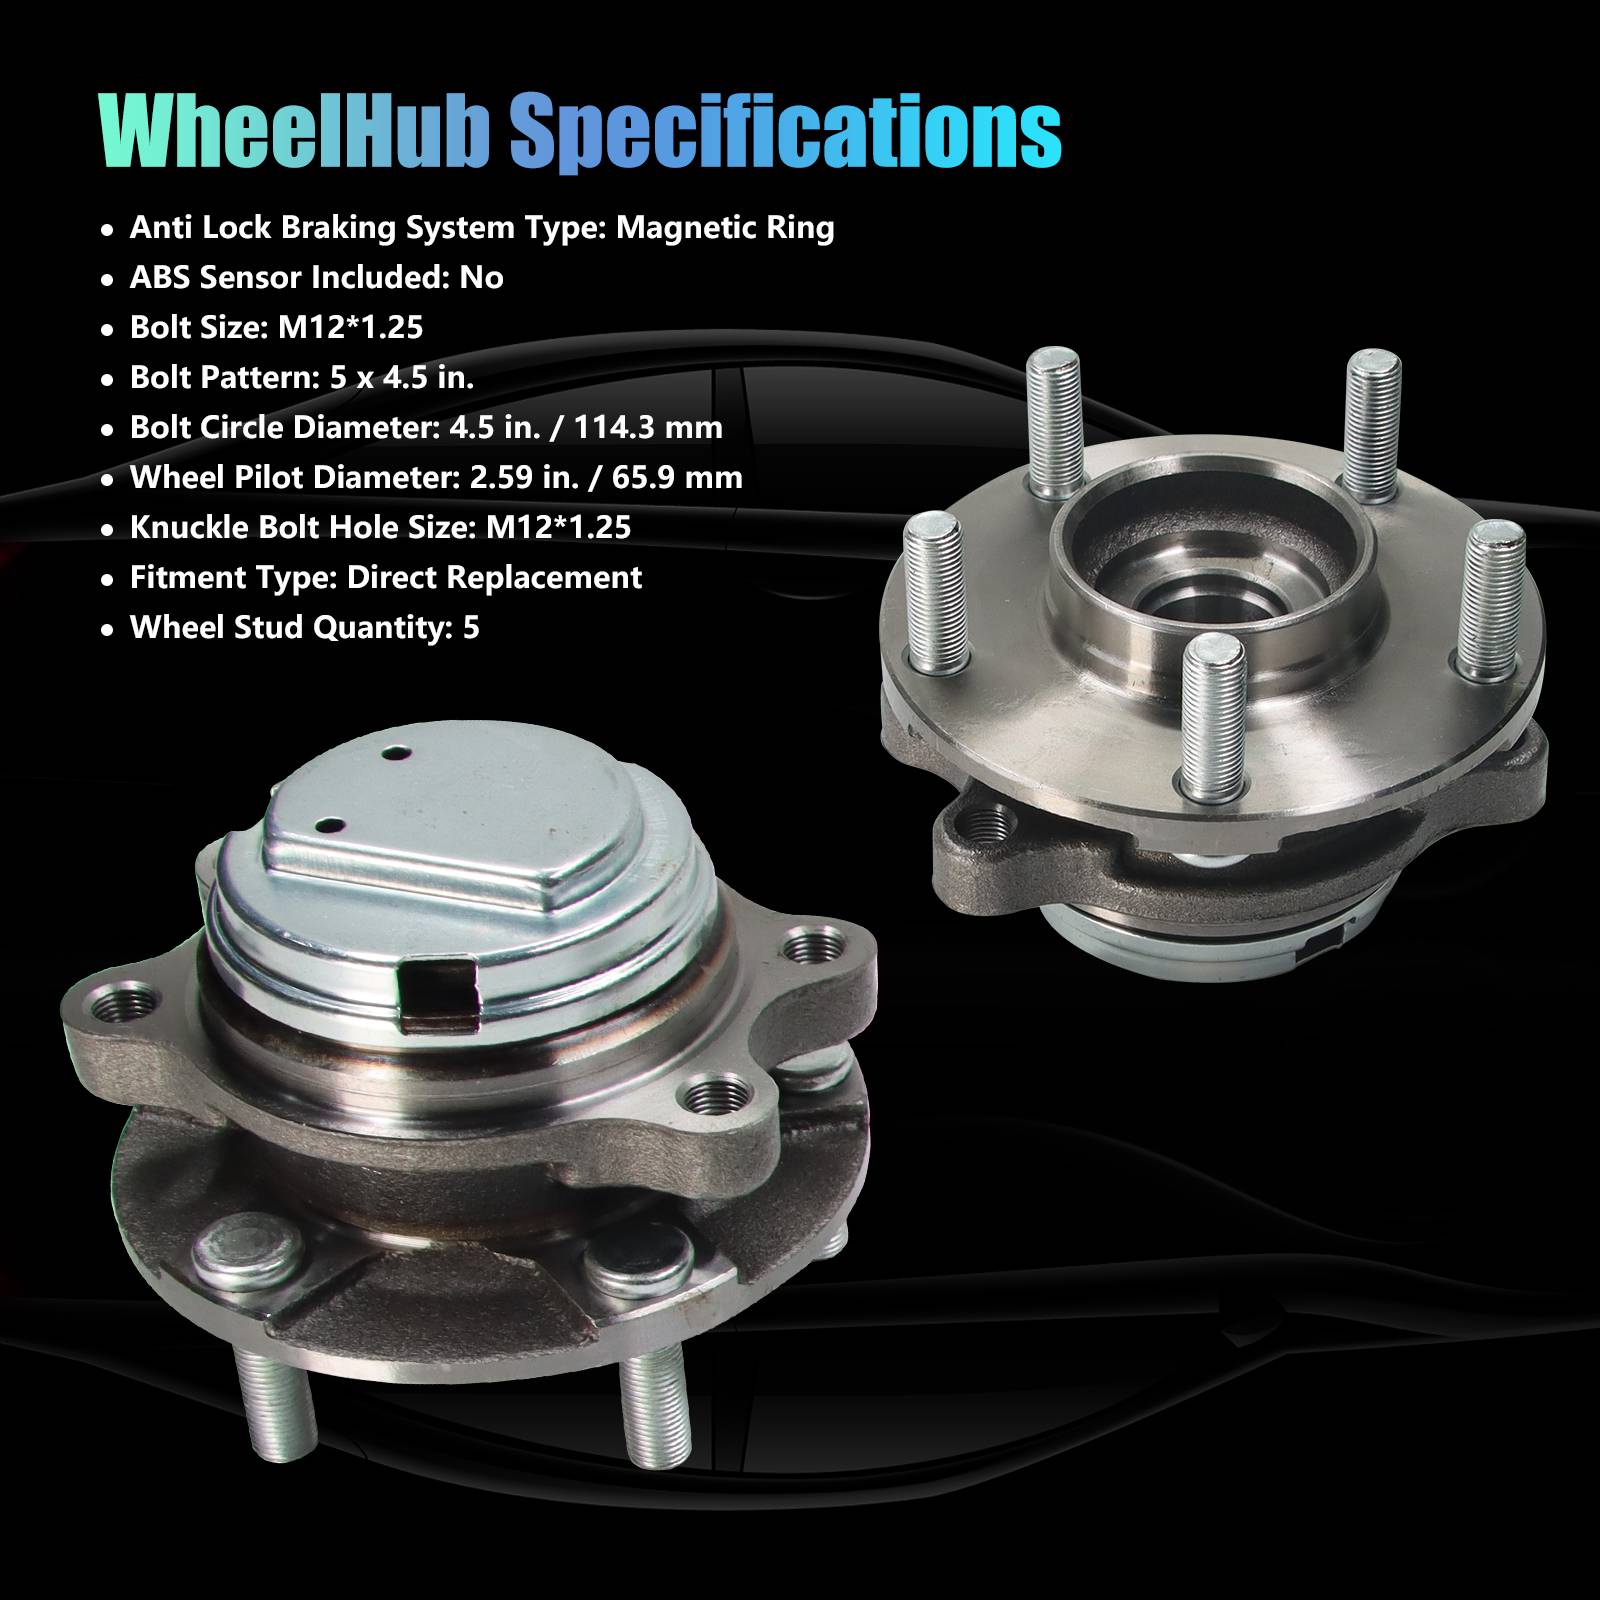 WheelHub Specifications
• Anti Lock Braking System Type: Magnetic Ring
• ABS Sensor Included: No
• Bolt Size: M12*1.25
• Bolt Pattern: 5 x 4.5 in.
• Bolt Circle Diameter: 4.5 in. / 114.3 mm
• Wheel Pilot Diameter: 2.59 in. / 65.9 mm
• Knuckle Bolt Hole Size: M12*1.25
• Fitment Type: Direct Replacement
• Wheel Stud Quantity: 5